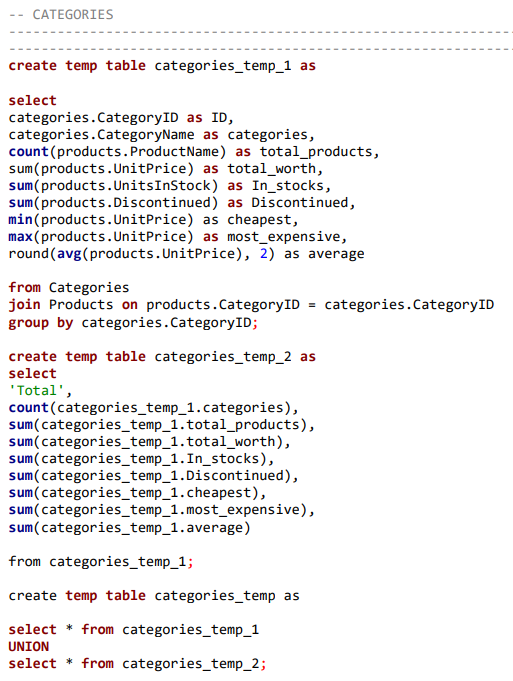 -- CATEGORIES
----------------------------------------------------------------
----------------------------------------------------------------
create temp table categories_temp_1 as
select
categories.CategoryID as ID,
categories.CategoryName as categories,
count(products.ProductName) as total_products,
sum(products.UnitPrice) as total_worth,
sum(products.UnitsInStock) as In_stocks,
sum(products.Discontinued) as Discontinued,
min(products.UnitPrice) as cheapest,
max(products.UnitPrice) as most_expensive,
round(avg(products.UnitPrice), 2) as average
from Categories
join Products on products.CategoryID = categories.CategoryID
group by categories.CategoryID;
create temp table categories_temp_2 as
select
'Total',
count(categories_temp_1.categories),
sum(categories_temp_1.total_products),
sum(categories_temp_1.total_worth),
sum(categories_temp_1.In_stocks),
sum(categories_temp_1.Discontinued),
sum(categories_temp_1.cheapest),
sum(categories_temp_1.most_expensive),
sum(categories_temp_1.average)
from categories_temp_1;
create temp table categories_temp as
select * from categories_temp_1
UNION
select * from categories_temp_2;